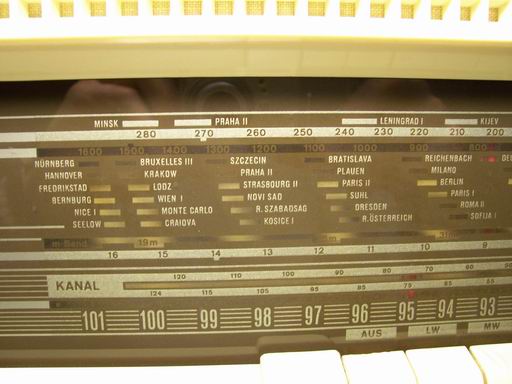 MINSK PRAHA II LENINGRAD I KIJEV
280 270 260 250 240 220 210 200
1600 1500 1400 1300 1200 1100 1000 900 800
NÜRNBERG BRUXELLES III SZCZECIN BRATISLAVA REICHENBACH
HANNOVER KRAKOW PRAHA II PLAUEN MILANO
FREDRIKSTAD LODZ STRASBOURG II PARIS II BERLIN
BERNBURG WIEN I NOVI SAD SUHL PARIS I
NICE I MONTE CARLO R.SZABADSAG DRESDEN ROMA II
SEELOW CRAIOVA KOSICE I R.ÖSTERREICH SOFIJA I
m-Band 19m 31m
16 15 14 13 12 11 10 9
KANAL 120 110 100 90 80 70 90
124 115 105 95 85 75 65 55
101 100 99 98 97 96 95 94 93
AUS LW MW